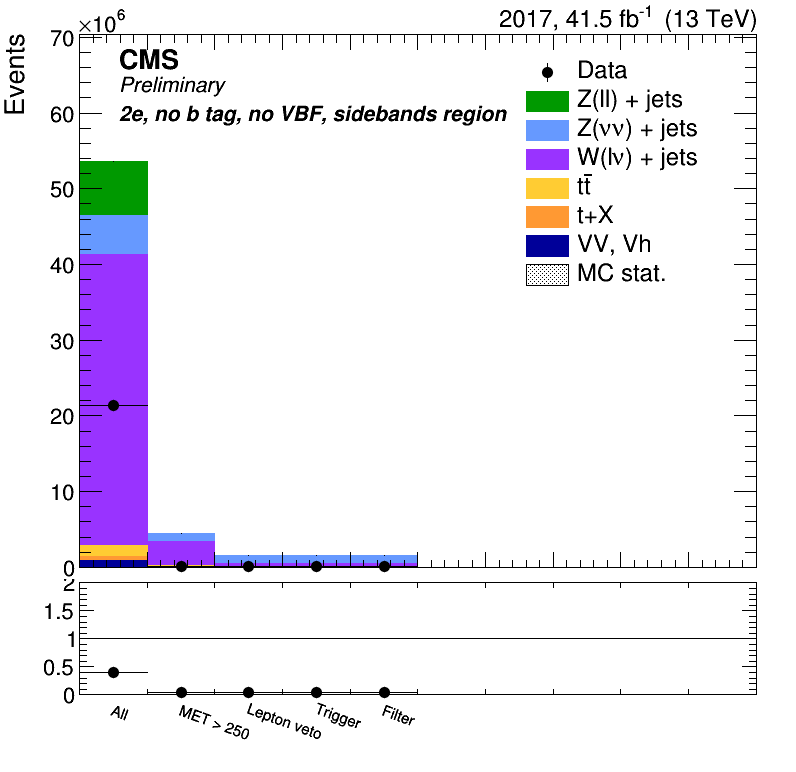 ×10⁶
2017, 41.5 fb⁻¹ (13 TeV)
Events
CMS
Preliminary
2e, no b tag, no VBF, sidebands region
Data
Z(ll) + jets
Z(νν) + jets
W(lν) + jets
tt̄
t+X
VV, Vh
MC stat.
70
60
50
40
30
20
10
0
2
1.5
1
0.5
0
All
MET > 250
Lepton veto
Trigger
Filter